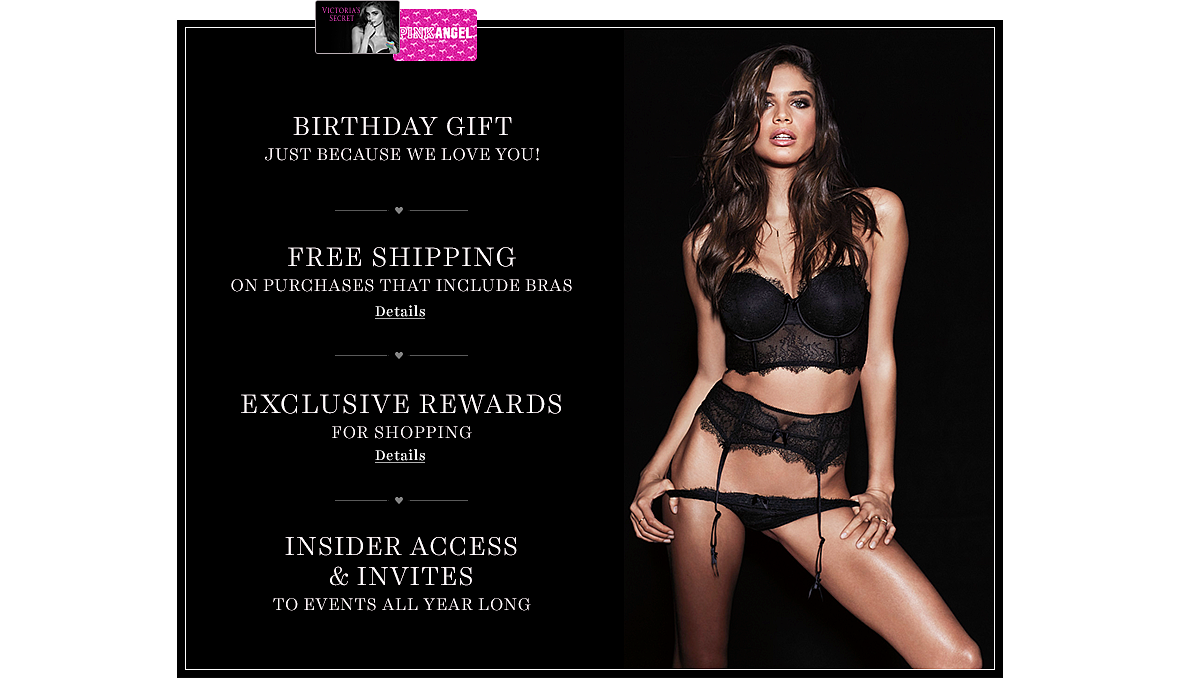 VICTORIA'S
SECRET
PINK ANGEL
BIRTHDAY GIFT
JUST BECAUSE WE LOVE YOU!
FREE SHIPPING
ON PURCHASES THAT INCLUDE BRAS
Details
EXCLUSIVE REWARDS
FOR SHOPPING
Details
INSIDER ACCESS
& INVITES
TO EVENTS ALL YEAR LONG